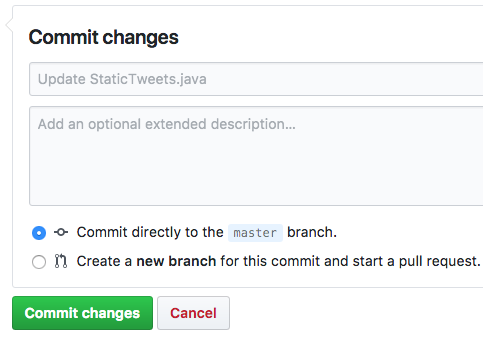 Commit changes
Update StaticTweets.java
Add an optional extended description...
Commit directly to the master branch.
Create a new branch for this commit and start a pull request.
Commit changes Cancel